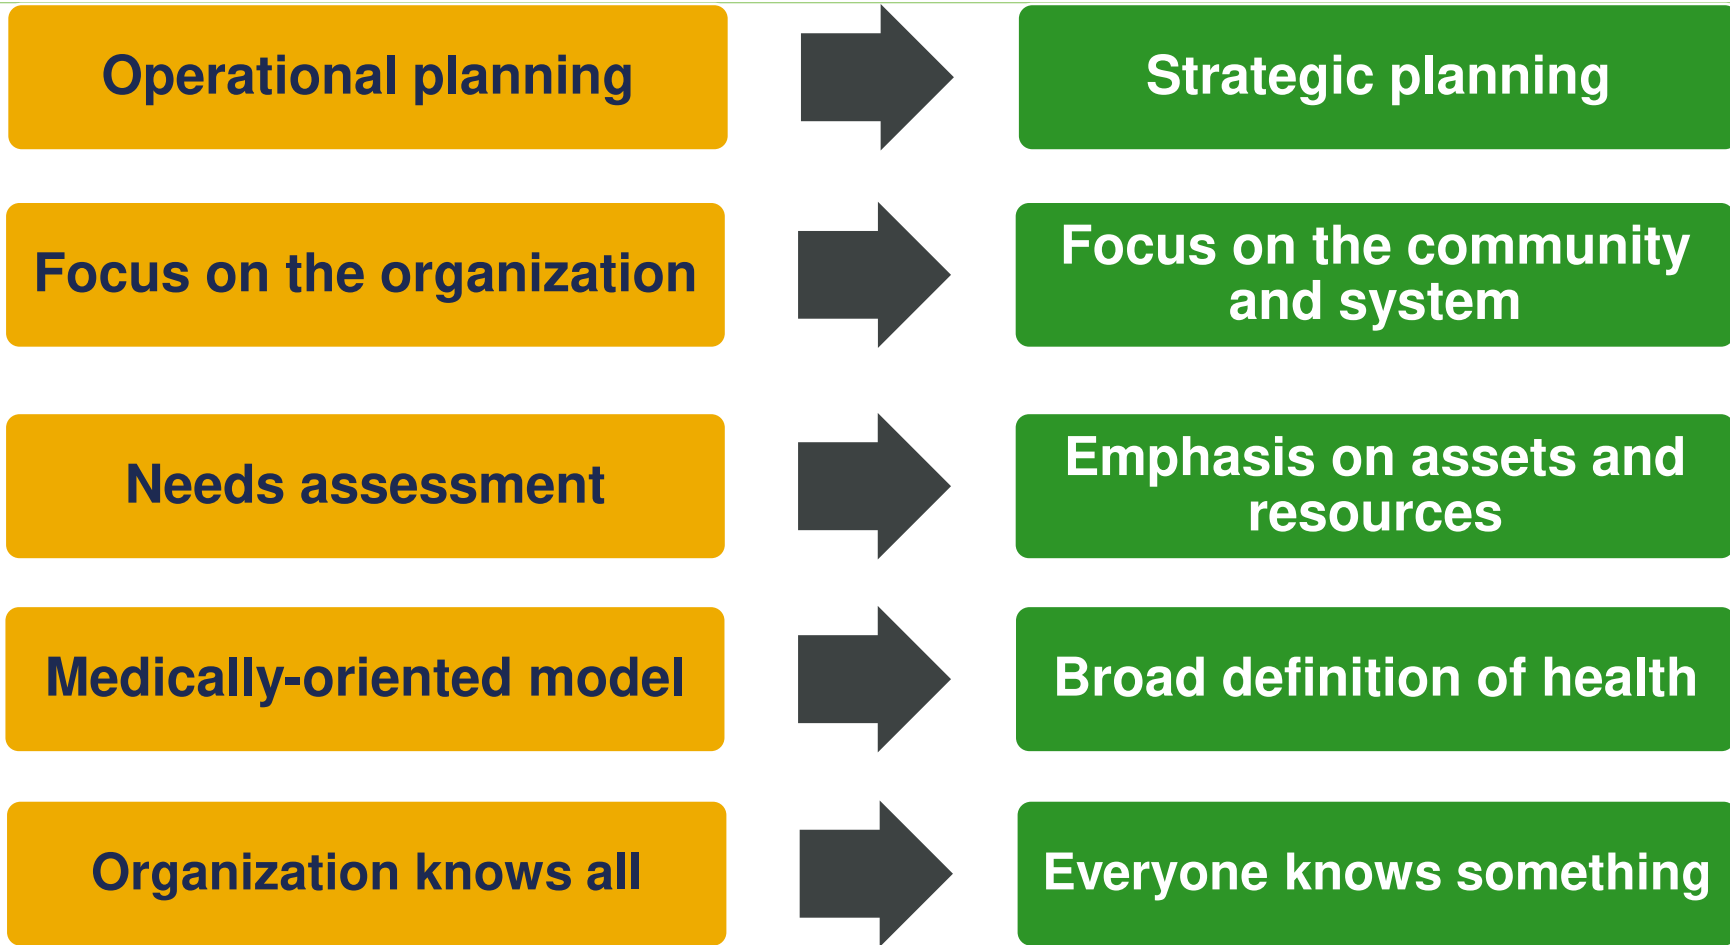 Operational planning
Strategic planning
Focus on the organization
Focus on the community
and system
Needs assessment
Emphasis on assets and
resources
Medically-oriented model
Broad definition of health
Organization knows all
Everyone knows something